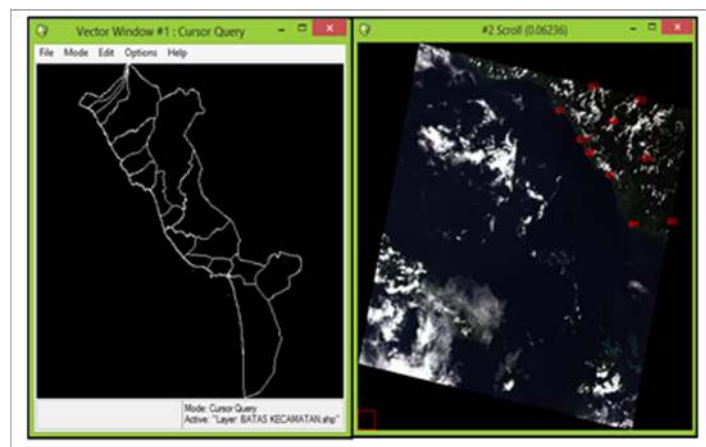 Vector Window #1 : Cursor Query
File Mode Edit Options Help
Mode: Cursor Query
Active: "Layer: BATAS KECAMATAN.shp"
#2 Scroll (0.06236)